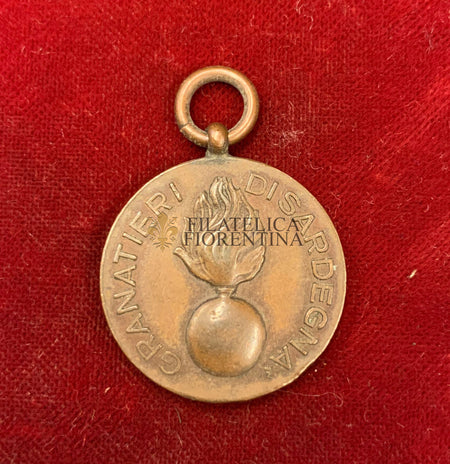 GRANATIERI DI SARDEGNA
FILATELICA
FIORENTINA